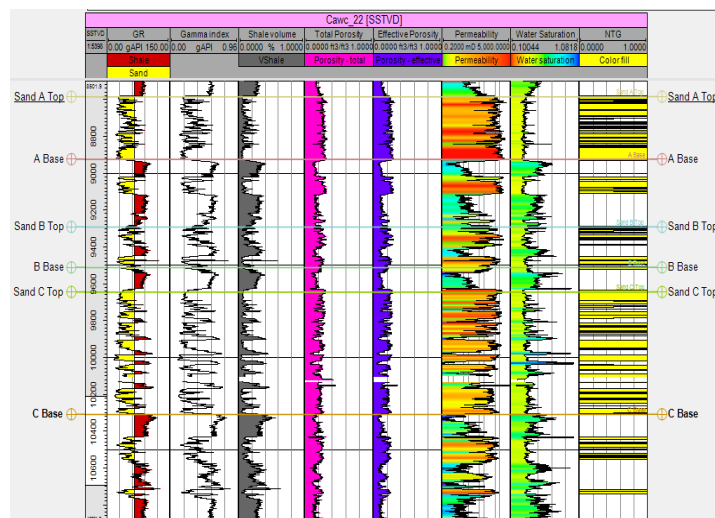 Cawc_22 [SSTVD]
SSTVD GR Gamma index Shale volume Total Porosity Effective Porosity Permeability Water Saturation NTG
0.00 gAPI 150.00 0.00 gAPI 0.96 0.0000 % 1.0000 0.0000 ft3/ft3 1.0000 0.0000 ft3/ft3 1.0000 0.2000 mD 5,000.0000 0.10044 1.0818 0.0000 1.0000
Shale VShale Porosity - total Porosity - effective Permeability Water saturation Color fill
Sand
Sand A Top Sand A Top
8800
A Base A Base
9000
9200
Sand B Top Sand B Top
9400
B Base B Base
9600
Sand C Top Sand C Top
9800
10000
10200
C Base C Base
10400
10600